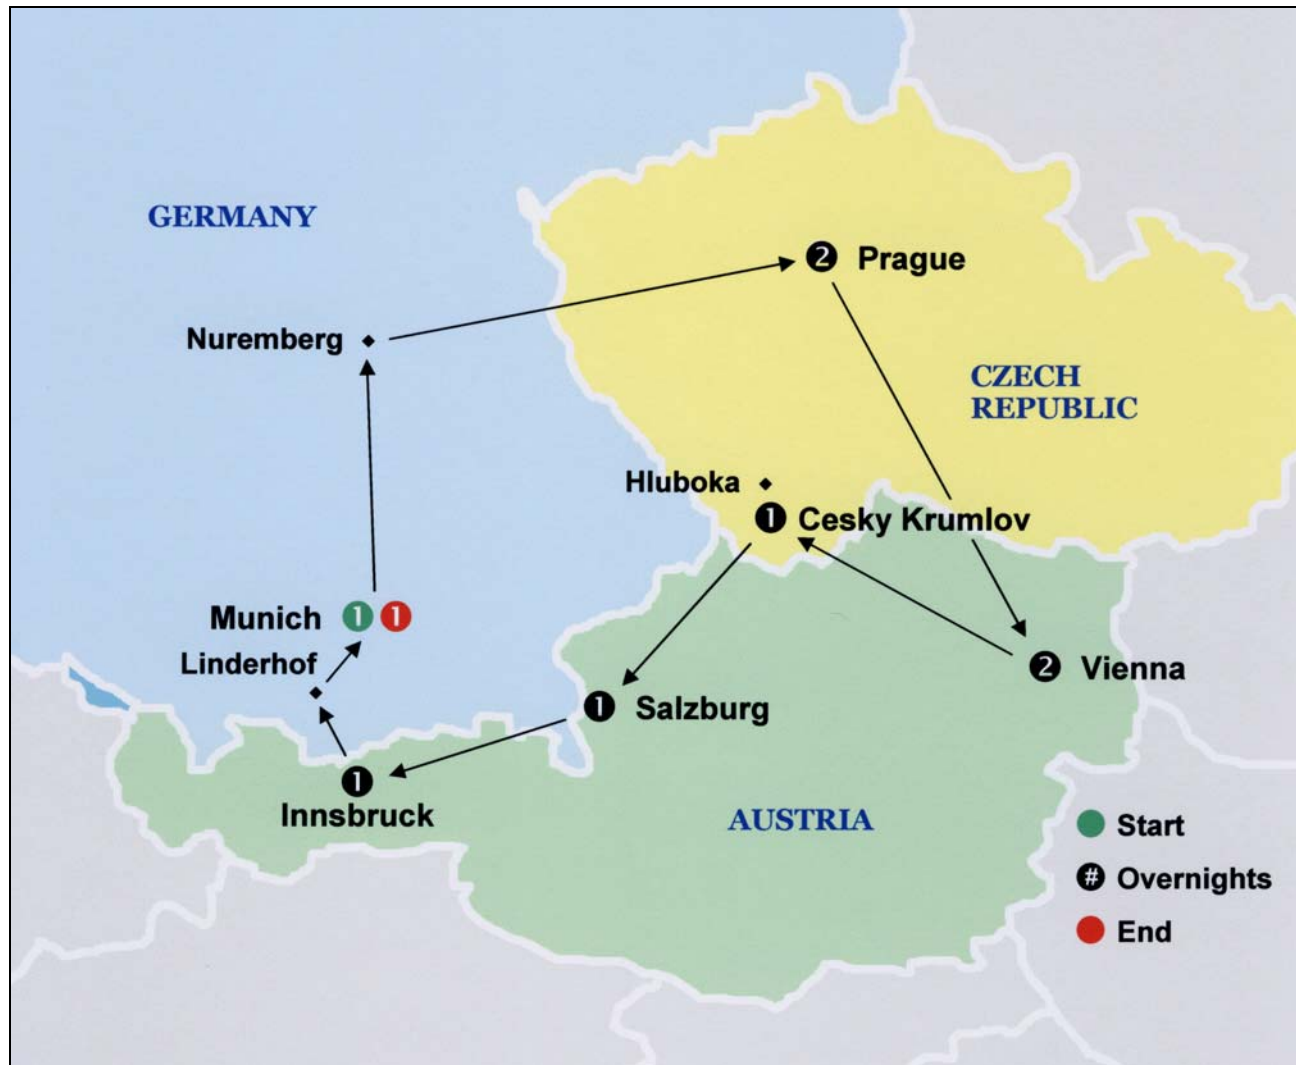 GERMANY
2 Prague
Nuremberg
CZECH
REPUBLIC
Hluboka
1 Cesky Krumlov
Munich 1 1
Linderhof
2 Vienna
1 Salzburg
1
Innsbruck
AUSTRIA
Start
# Overnights
End